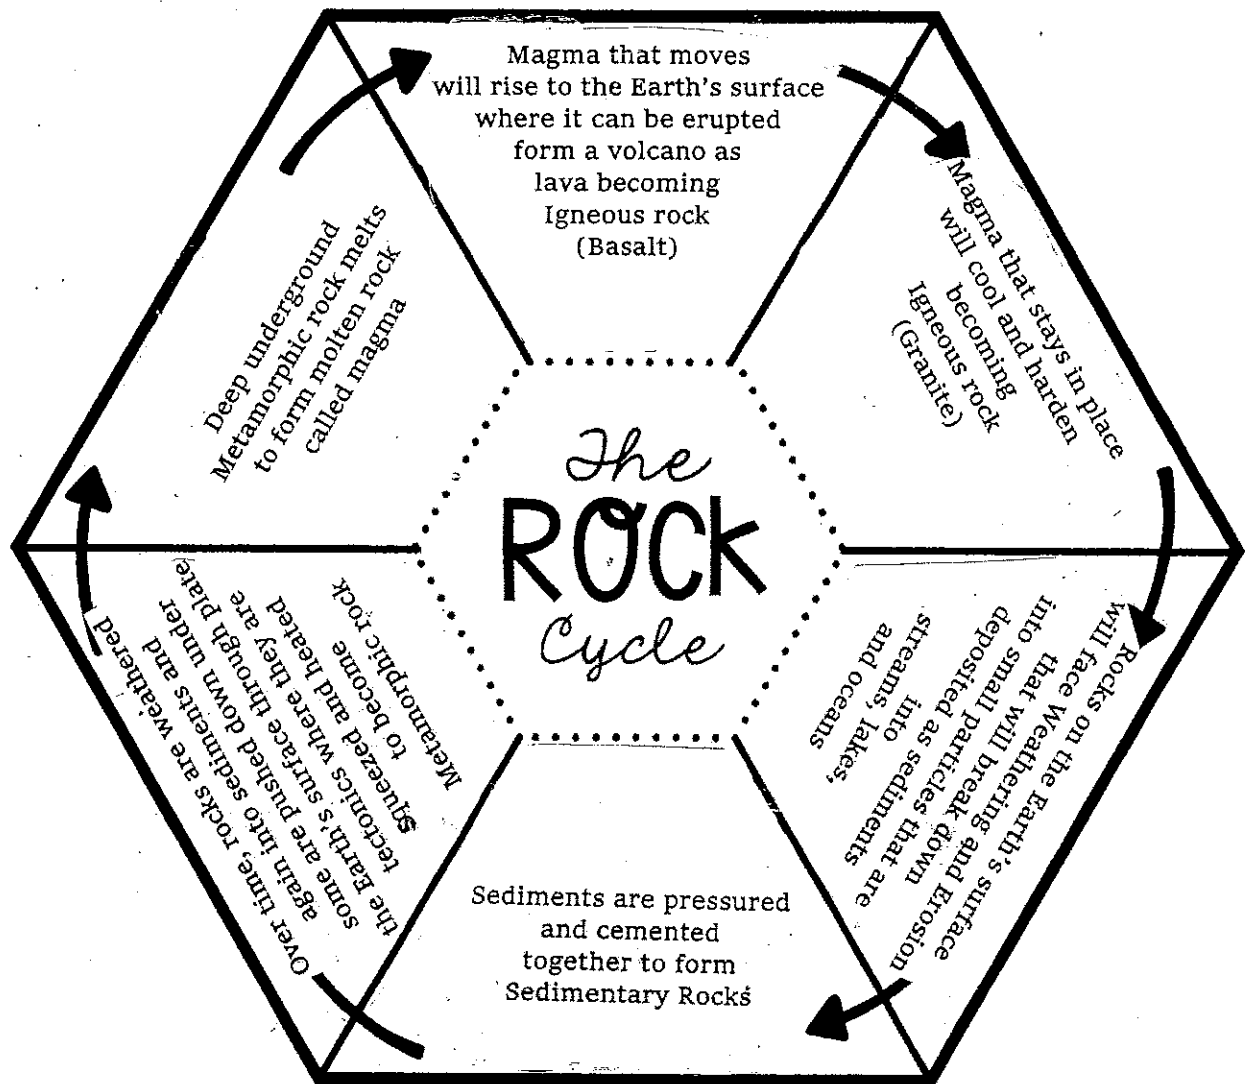 Magma that moves
will rise to the Earth's surface
where it can be erupted
form a volcano as
lava becoming
Igneous rock
(Basalt)
Magma that stays in place
will cool and harden
becoming
Igneous rock
(Granite)
Rocks on the Earth's surface
will face Weathering and Erosion
that will break down
into small particles that are
deposited as sediments
into
streams, lakes,
and oceans
Sediments are pressured
and cemented
together to form
Sedimentary Rocks
Over time, rocks are weathered
again into sediments and
some are pushed down under
the Earth's surface through plate
tectonics where they are
squeezed and heated
to become
Metamorphic rock
Deep underground
Metamorphic rock melts
to form molten rock
called magma
The
ROCK
Cycle